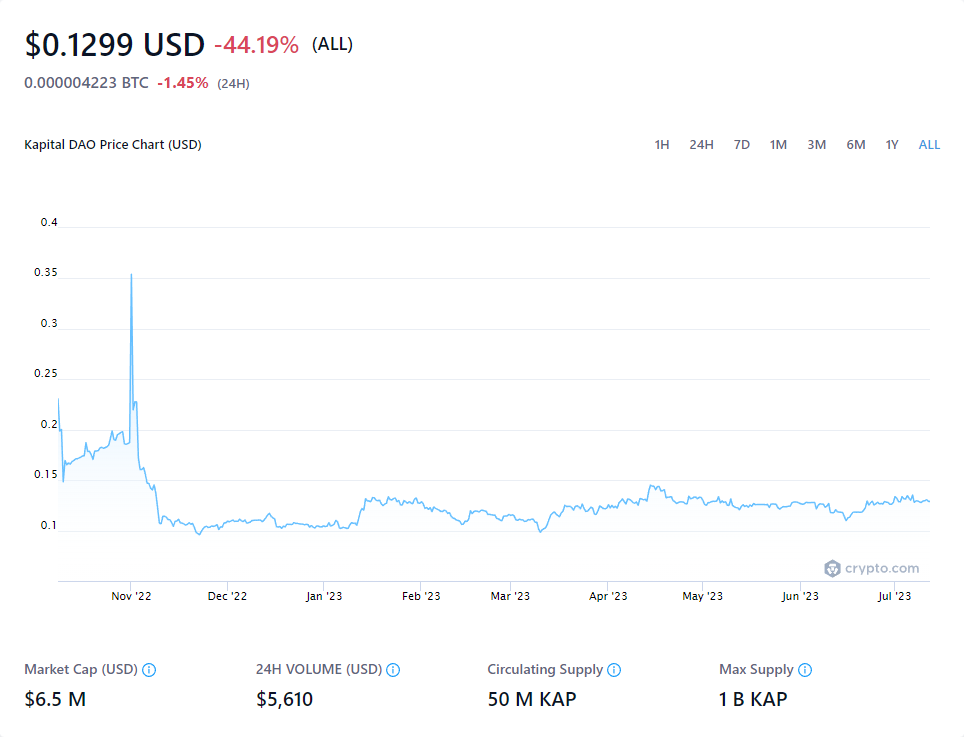 $0.1299 USD -44.19% (ALL)
0.000004223 BTC -1.45% (24H)
Kapital DAO Price Chart (USD) 1H 24H 7D 1M 3M 6M 1Y ALL
0.4
0.35
0.3
0.25
0.2
0.15
0.1
crypto.com
Nov '22 Dec '22 Jan '23 Feb '23 Mar '23 Apr '23 May '23 Jun '23 Jul '23
Market Cap (USD) 24H VOLUME (USD) Circulating Supply Max Supply
$6.5 M $5,610 50 M KAP 1 B KAP